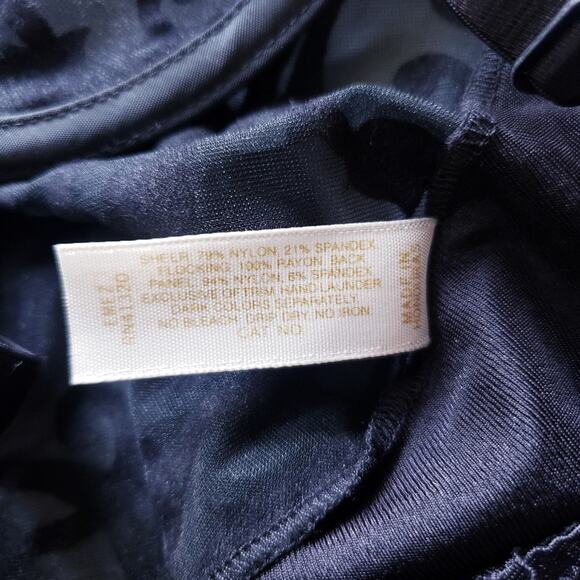 SHEER: 79% NYLON, 21% SPANDEX,
FLOCKING: 100% RAYON. BACK
PANEL: 94% NYLON, 6% SPANDEX
EXCLUSIVE OF TRIM. HAND LAUNDER
DARK COLORS SEPARATELY.
NO BLEACH. DRIP DRY. NO IRON.
CAT. NO.
RN41320
MADE IN